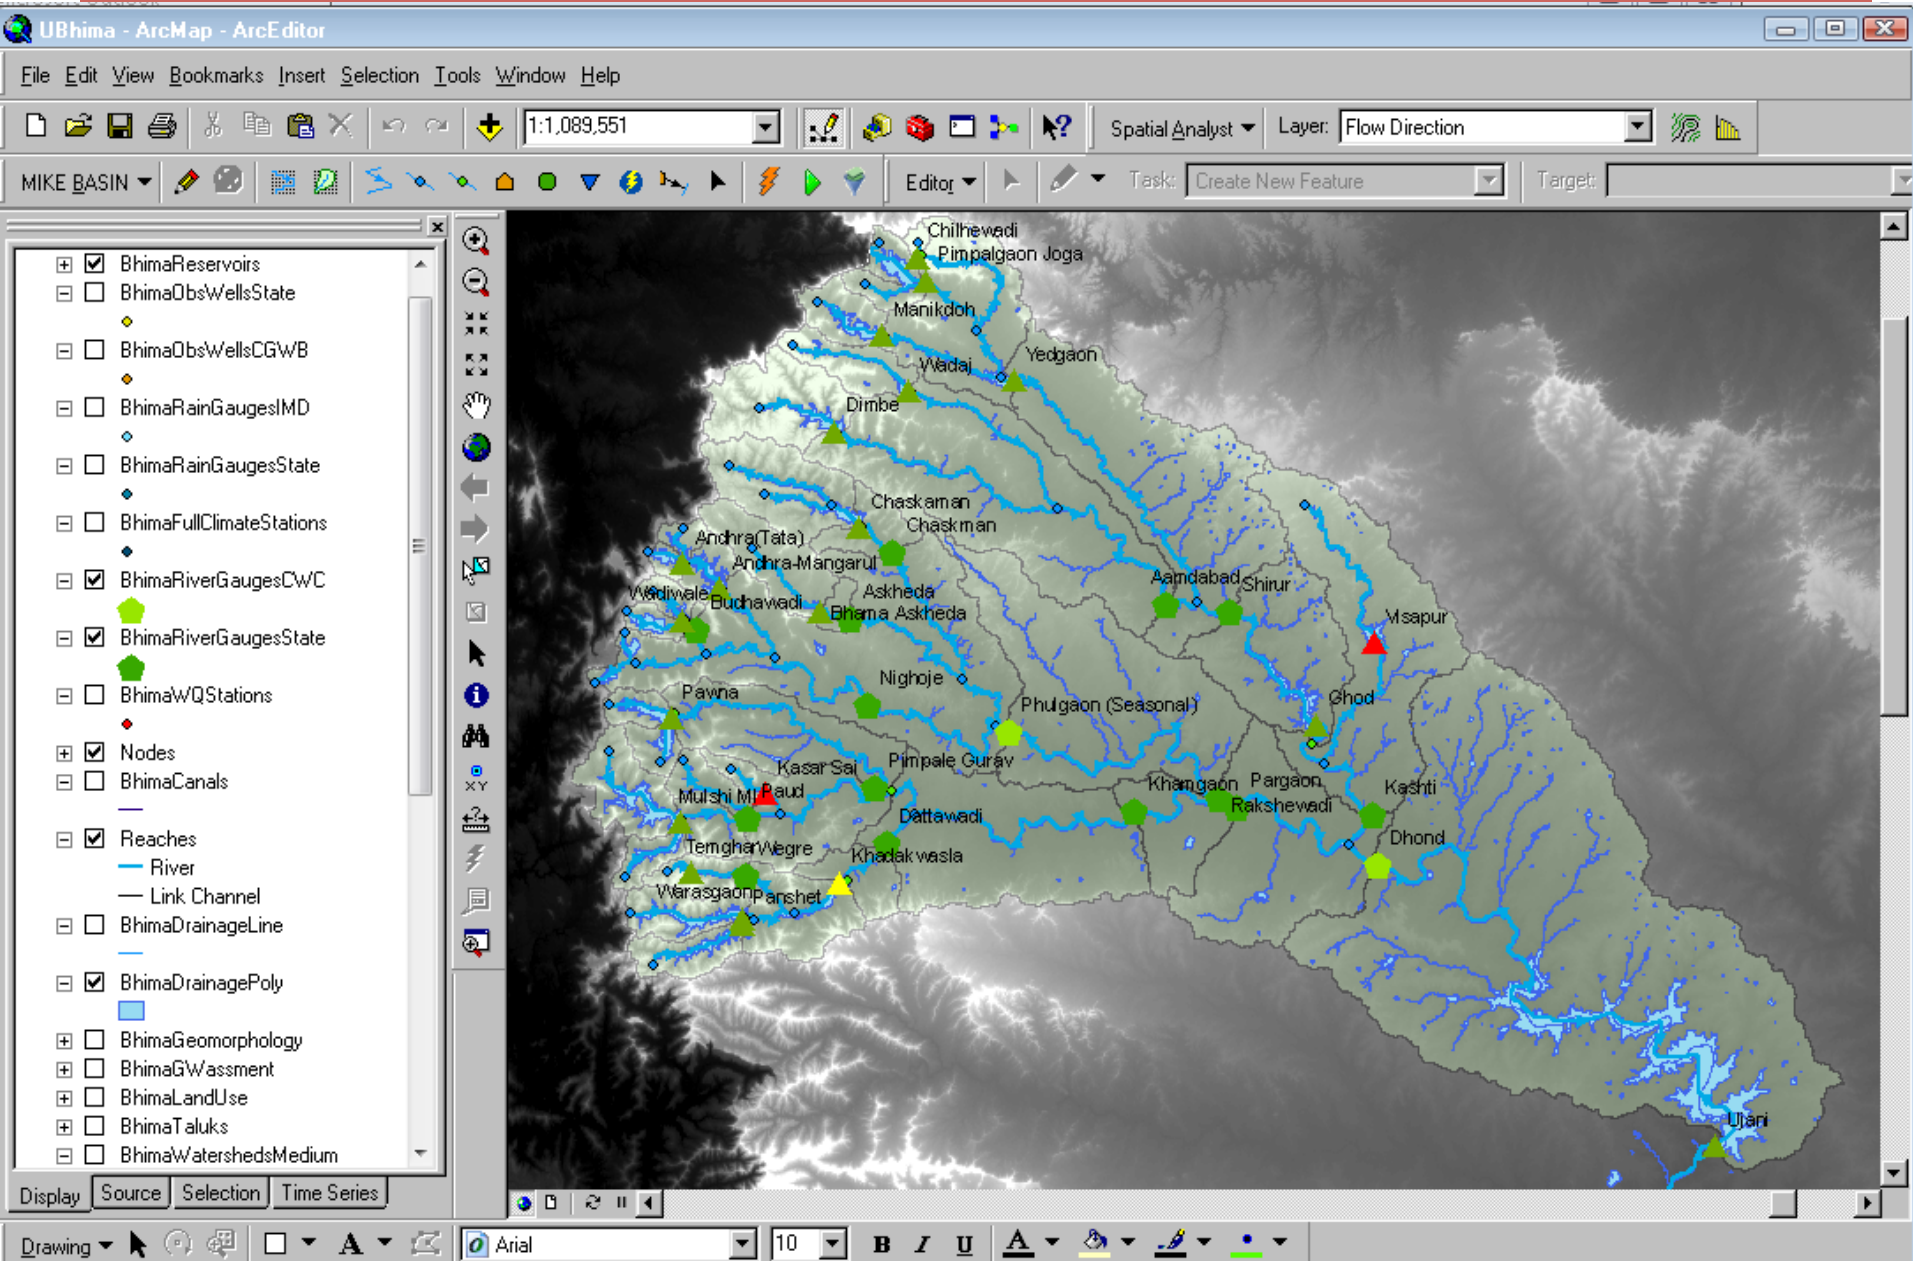 UBhima - ArcMap - ArcEditor
File Edit View Bookmarks Insert Selection Tools Window Help
1:1,089,551
Spatial Analyst
Layer: Flow Direction
MIKE BASIN
Editor
Task: Create New Feature
Target:
BhimaReservoirs
BhimaObsWellsState
BhimaObsWellsCGWB
BhimaRainGaugesIMD
BhimaRainGaugesState
BhimaFullClimateStations
BhimaRiverGaugesCWC
BhimaRiverGaugesState
BhimaWQStations
Nodes
BhimaCanals
Reaches
River
Link Channel
BhimaDrainageLine
BhimaDrainagePoly
BhimaGeomorphology
BhimaGWassment
BhimaLandUse
BhimaTaluks
BhimaWatershedsMedium
Display Source Selection Time Series
XY
Chilhewadi
Pimpalgaon Joga
Manikdoh
Yedgaon
Wadaj
Dimbe
Chaskaman
Chaskman
Andhra(Tata)
Andhra-Mangarul
Aamdabad
Shirur
Wadiwale
Budhawadi
Askheda
Bhama Askheda
Visapur
Nighoje
Pawna
Phulgaon (Seasonal)
Ghod
Pimpale Gurav
Kasar Sai
Khamgaon
Pargaon
Kashti
Mulshi
Paud
Rakshewadi
Dattawadi
Dhond
Temghar
Wegre
Khadakwasla
Warasgaon
Panshet
Ujani
Drawing
Arial
10
B I U A